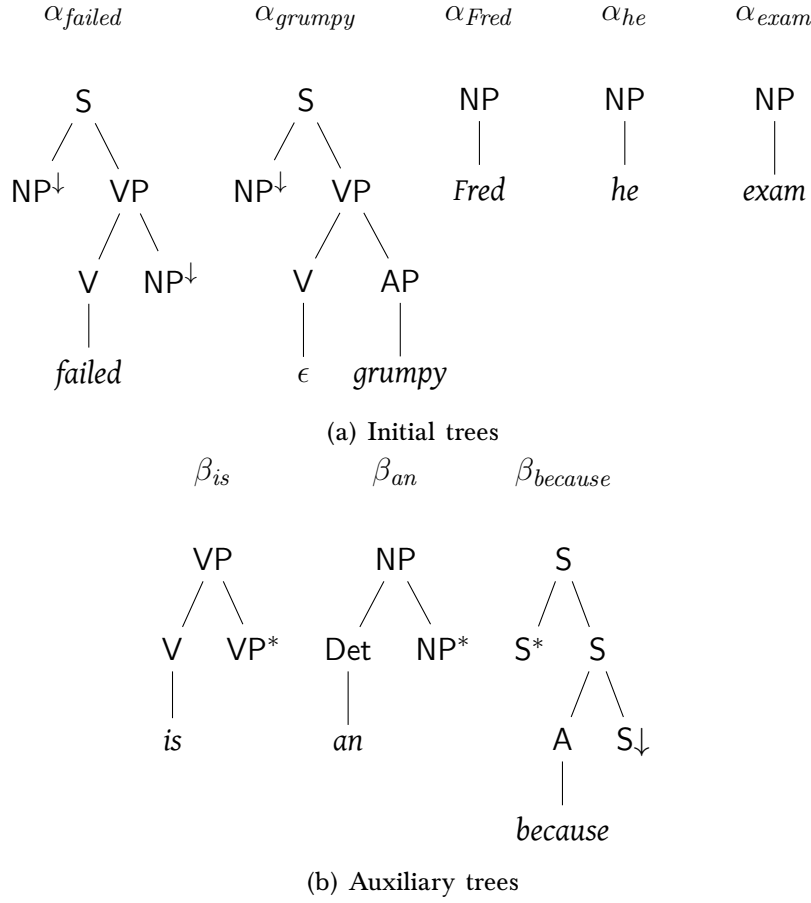 α_failed α_grumpy α_Fred α_he α_exam
S S NP NP NP
NP↓ VP NP↓ VP Fred he exam
V NP↓ V AP
failed ϵ grumpy
(a) Initial trees
β_is β_an β_because
VP NP S
V VP* Det NP* S* S
is an A S↓
because
(b) Auxiliary trees